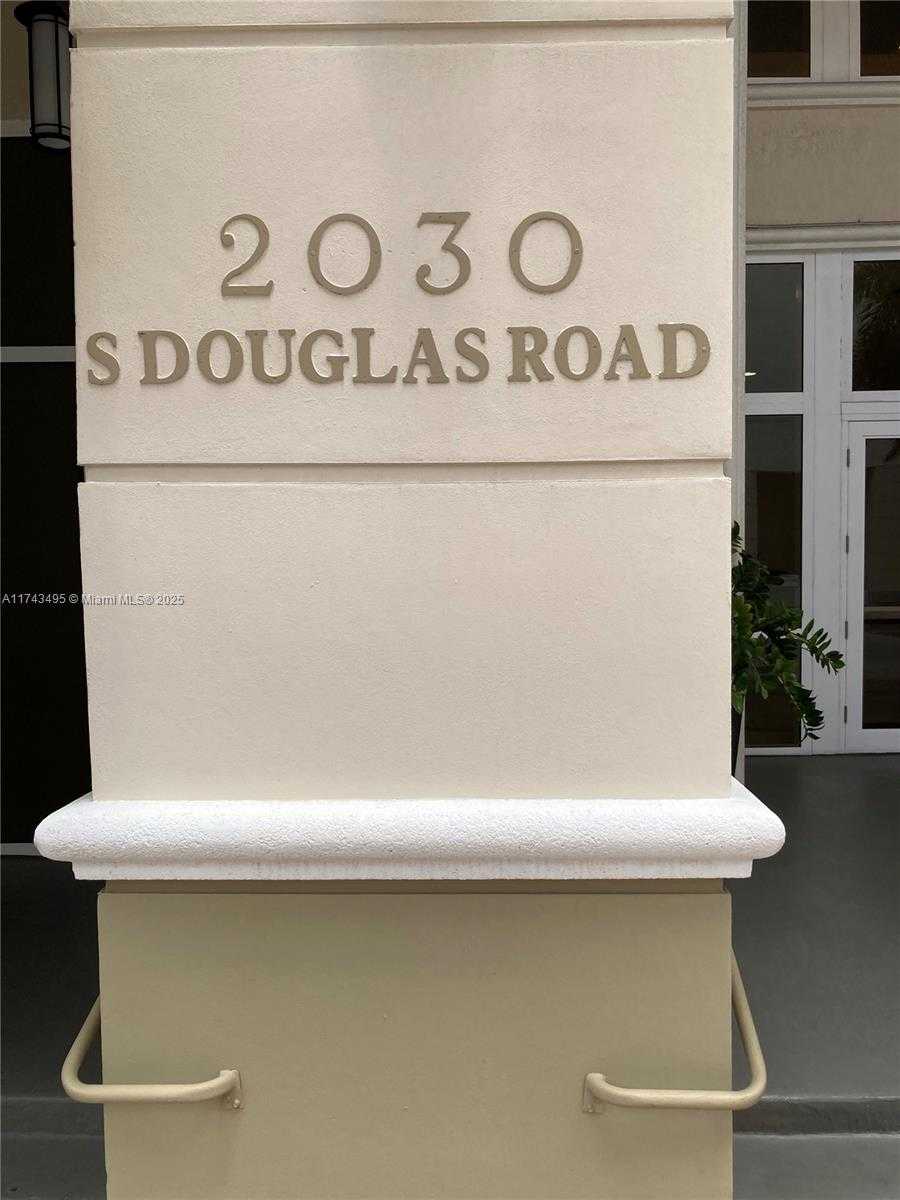 2030
S DOUGLAS ROAD
A11743495 © Miami MLS® 2025